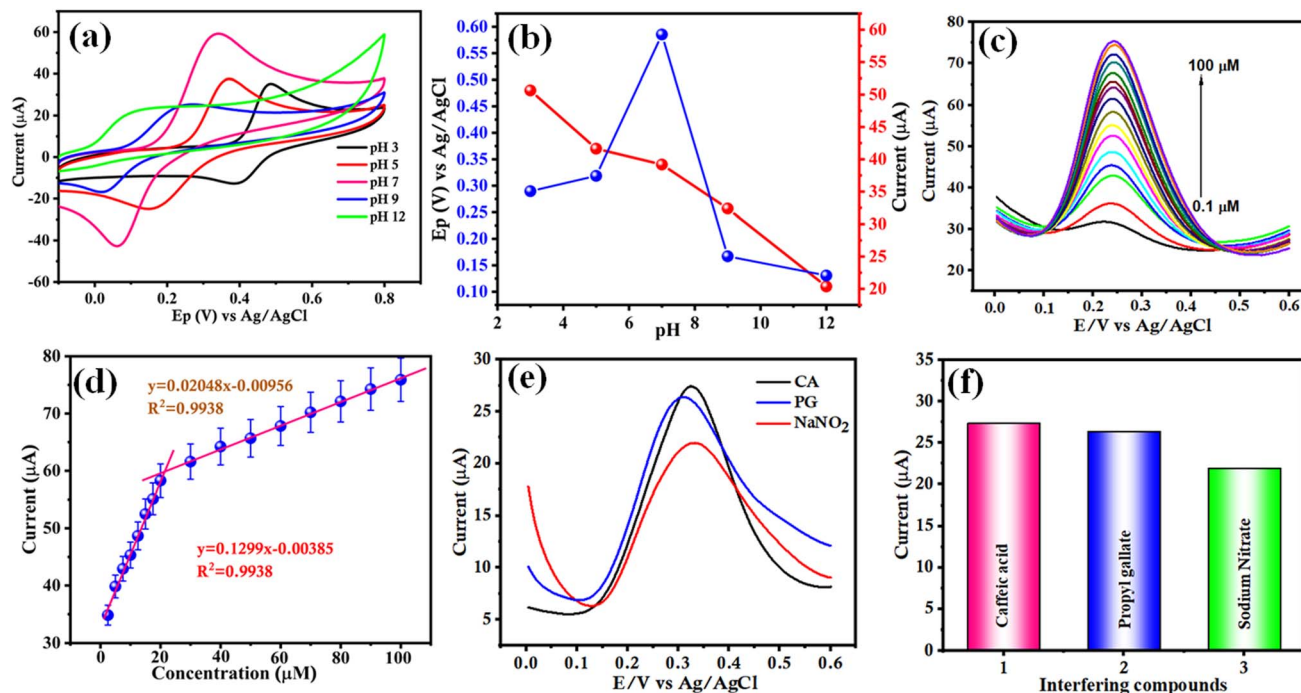 (a)
60
40
20
0
-20
-40
-60
Current (μA)
pH 3
pH 5
pH 7
pH 9
pH 12
0.0
0.2
0.4
0.6
0.8
Ep (V) vs Ag/AgCl
(b)
0.60
0.55
0.50
0.45
0.40
0.35
0.30
0.25
0.20
0.15
0.10
Ep (V) vs Ag/AgCl
60
55
50
45
40
35
30
25
20
Current (μA)
2
4
6
8
10
12
pH
(c)
80
70
60
50
40
30
20
Current (μA)
100 μM
0.1 μM
0.0
0.1
0.2
0.3
0.4
0.5
0.6
E/V vs Ag/AgCl
(d)
80
70
60
50
40
30
Current (μA)
y=0.02048x-0.00956
R²=0.9938
y=0.1299x-0.00385
R²=0.9938
0
20
40
60
80
100
Concentration (μM)
(e)
30
25
20
15
10
5
Current (μA)
CA
PG
NaNO₂
0.0
0.1
0.2
0.3
0.4
0.5
0.6
E/V vs Ag/AgCl
(f)
35
30
25
20
15
10
5
0
Current (μA)
Caffeic acid
Propyl gallate
Sodium Nitrate
1
2
3
Interfering compounds